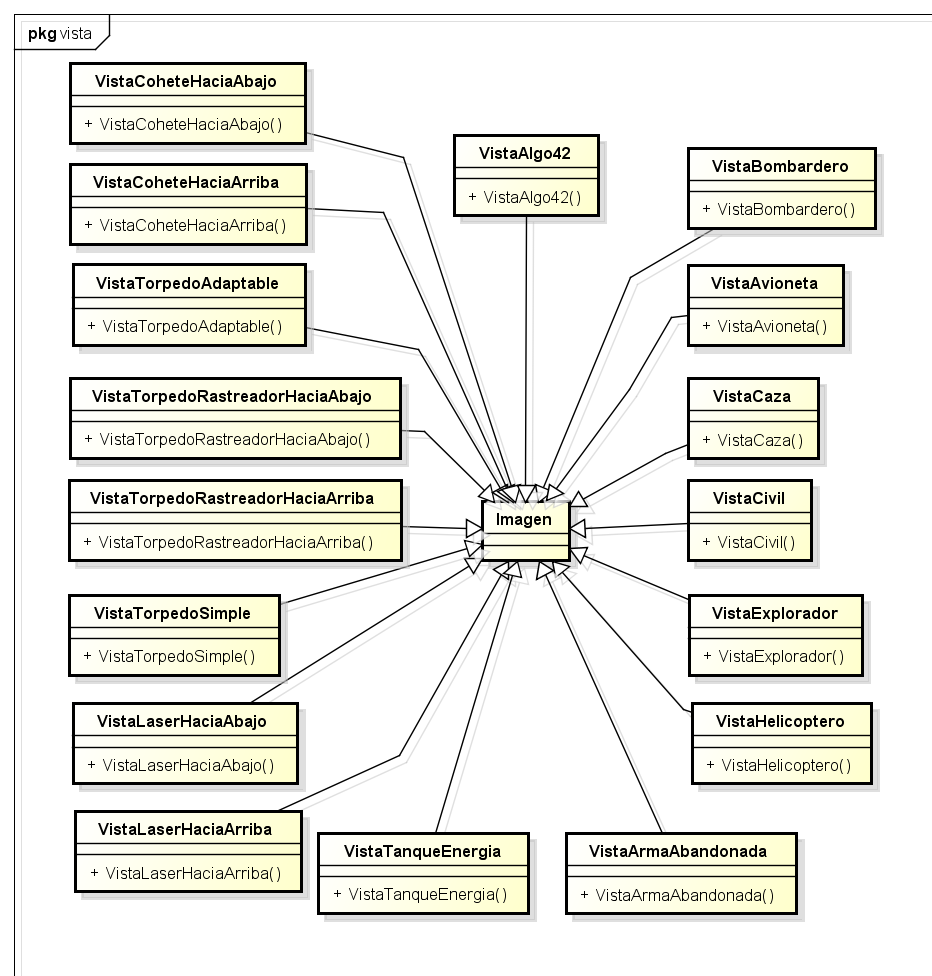 pkg vista
VistaCoheteHaciaAbajo
+ VistaCoheteHaciaAbajo()
VistaCoheteHaciaArriba
+ VistaCoheteHaciaArriba()
VistaTorpedoAdaptable
+ VistaTorpedoAdaptable()
VistaTorpedoRastreadorHaciaAbajo
+ VistaTorpedoRastreadorHaciaAbajo()
VistaTorpedoRastreadorHaciaArriba
+ VistaTorpedoRastreadorHaciaArriba()
VistaTorpedoSimple
+ VistaTorpedoSimple()
VistaLaserHaciaAbajo
+ VistaLaserHaciaAbajo()
VistaLaserHaciaArriba
+ VistaLaserHaciaArriba()
VistaAlgo42
+ VistaAlgo42()
Imagen
VistaTanqueEnergia
+ VistaTanqueEnergia()
VistaArmaAbandonada
+ VistaArmaAbandonada()
VistaBombardero
+ VistaBombardero()
VistaAvioneta
+ VistaAvioneta()
VistaCaza
+ VistaCaza()
VistaCivil
+ VistaCivil()
VistaExplorador
+ VistaExplorador()
VistaHelicoptero
+ VistaHelicoptero()